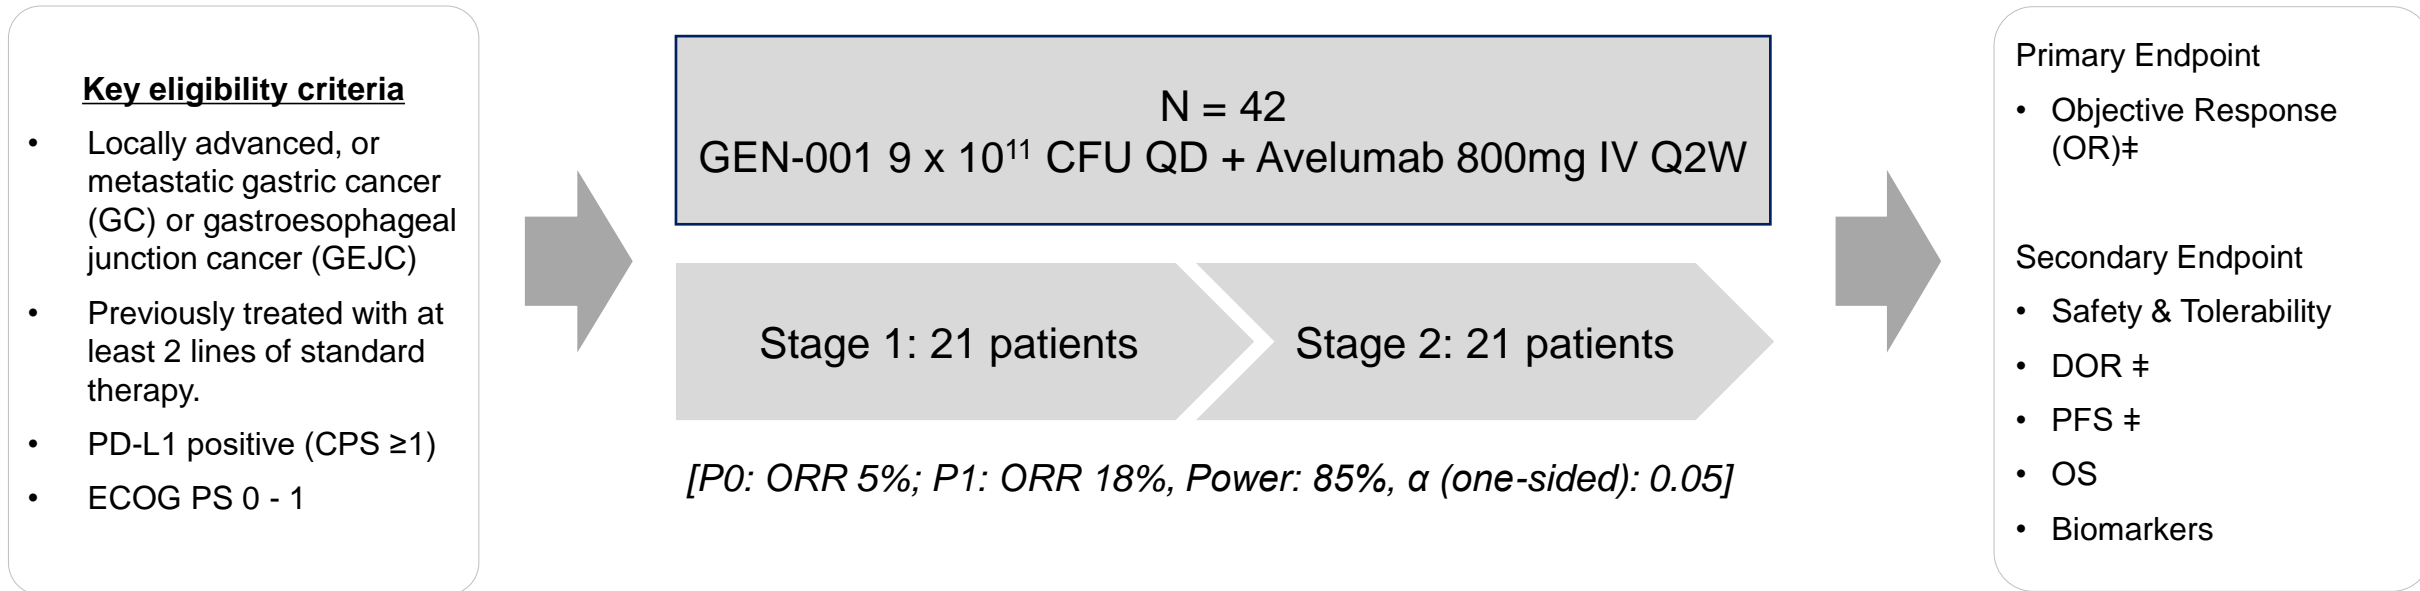 Key eligibility criteria
• Locally advanced, or
metastatic gastric cancer
(GC) or gastroesophageal
junction cancer (GEJC)
• Previously treated with at
least 2 lines of standard
therapy.
• PD-L1 positive (CPS ≥1)
• ECOG PS 0 - 1
N = 42
GEN-001 9 x 10¹¹ CFU QD + Avelumab 800mg IV Q2W
Stage 1: 21 patients
Stage 2: 21 patients
[P0: ORR 5%; P1: ORR 18%, Power: 85%, α (one-sided): 0.05]
Primary Endpoint
• Objective Response
(OR)ǂ
Secondary Endpoint
• Safety & Tolerability
• DOR ǂ
• PFS ǂ
• OS
• Biomarkers